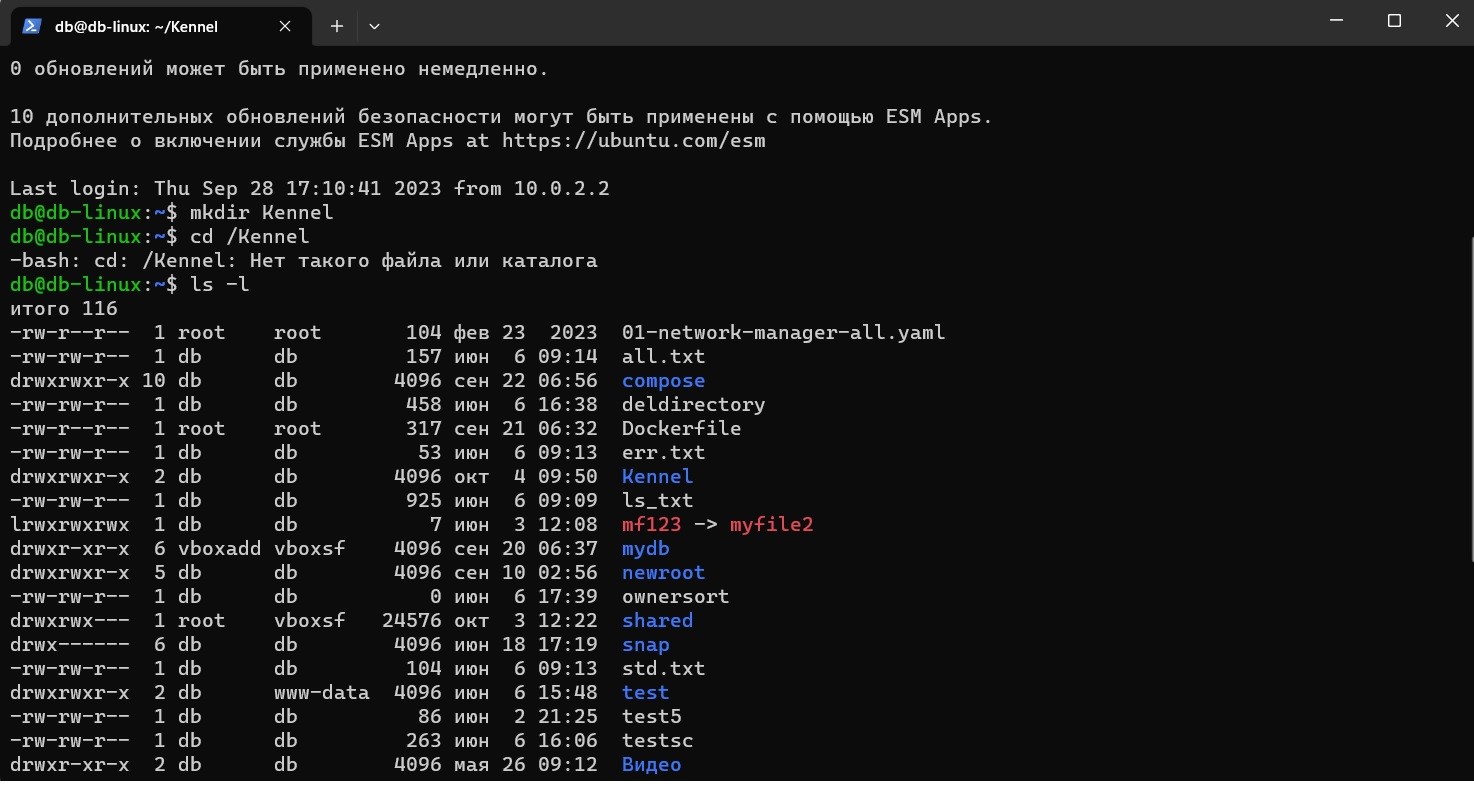 db@db-linux: ~/Kennel
0 обновлений может быть применено немедленно.
10 дополнительных обновлений безопасности могут быть применены с помощью ESM Apps.
Подробнее о включении службы ESM Apps at https://ubuntu.com/esm
Last login: Thu Sep 28 17:10:41 2023 from 10.0.2.2
db@db-linux:~$ mkdir Kennel
db@db-linux:~$ cd /Kennel
-bash: cd: /Kennel: Нет такого файла или каталога
db@db-linux:~$ ls -l
итого 116
-rw-r--r--  1 root    root       104 фев 23  2023  01-network-manager-all.yaml
-rw-rw-r--  1 db      db         157 июн  6 09:14  all.txt
drwxrwxr-x 10 db      db        4096 сен 22 06:56  compose
-rw-rw-r--  1 db      db         458 июн  6 16:38  deldirectory
-rw-r--r--  1 root    root       317 сен 21 06:32  Dockerfile
-rw-rw-r--  1 db      db          53 июн  6 09:13  err.txt
drwxrwxr-x  2 db      db        4096 окт  4 09:50  Kennel
-rw-rw-r--  1 db      db         925 июн  6 09:09  ls_txt
lrwxrwxrwx  1 db      db           7 июн  3 12:08  mf123 -> myfile2
drwxr-xr-x  6 vboxadd vboxsf    4096 сен 20 06:37  mydb
drwxrwxr-x  5 db      db        4096 сен 10 02:56  newroot
-rw-rw-r--  1 db      db           0 июн  6 17:39  ownersort
drwxrwx---  1 root    vboxsf   24576 окт  3 12:22  shared
drwx------  6 db      db        4096 июн 18 17:19  snap
-rw-rw-r--  1 db      db         104 июн  6 09:13  std.txt
drwxrwxr-x  2 db      www-data  4096 июн  6 15:48  test
-rw-rw-r--  1 db      db          86 июн  2 21:25  test5
-rw-rw-r--  1 db      db         263 июн  6 16:06  testsc
drwxr-xr-x  2 db      db        4096 мая 26 09:12  Видео